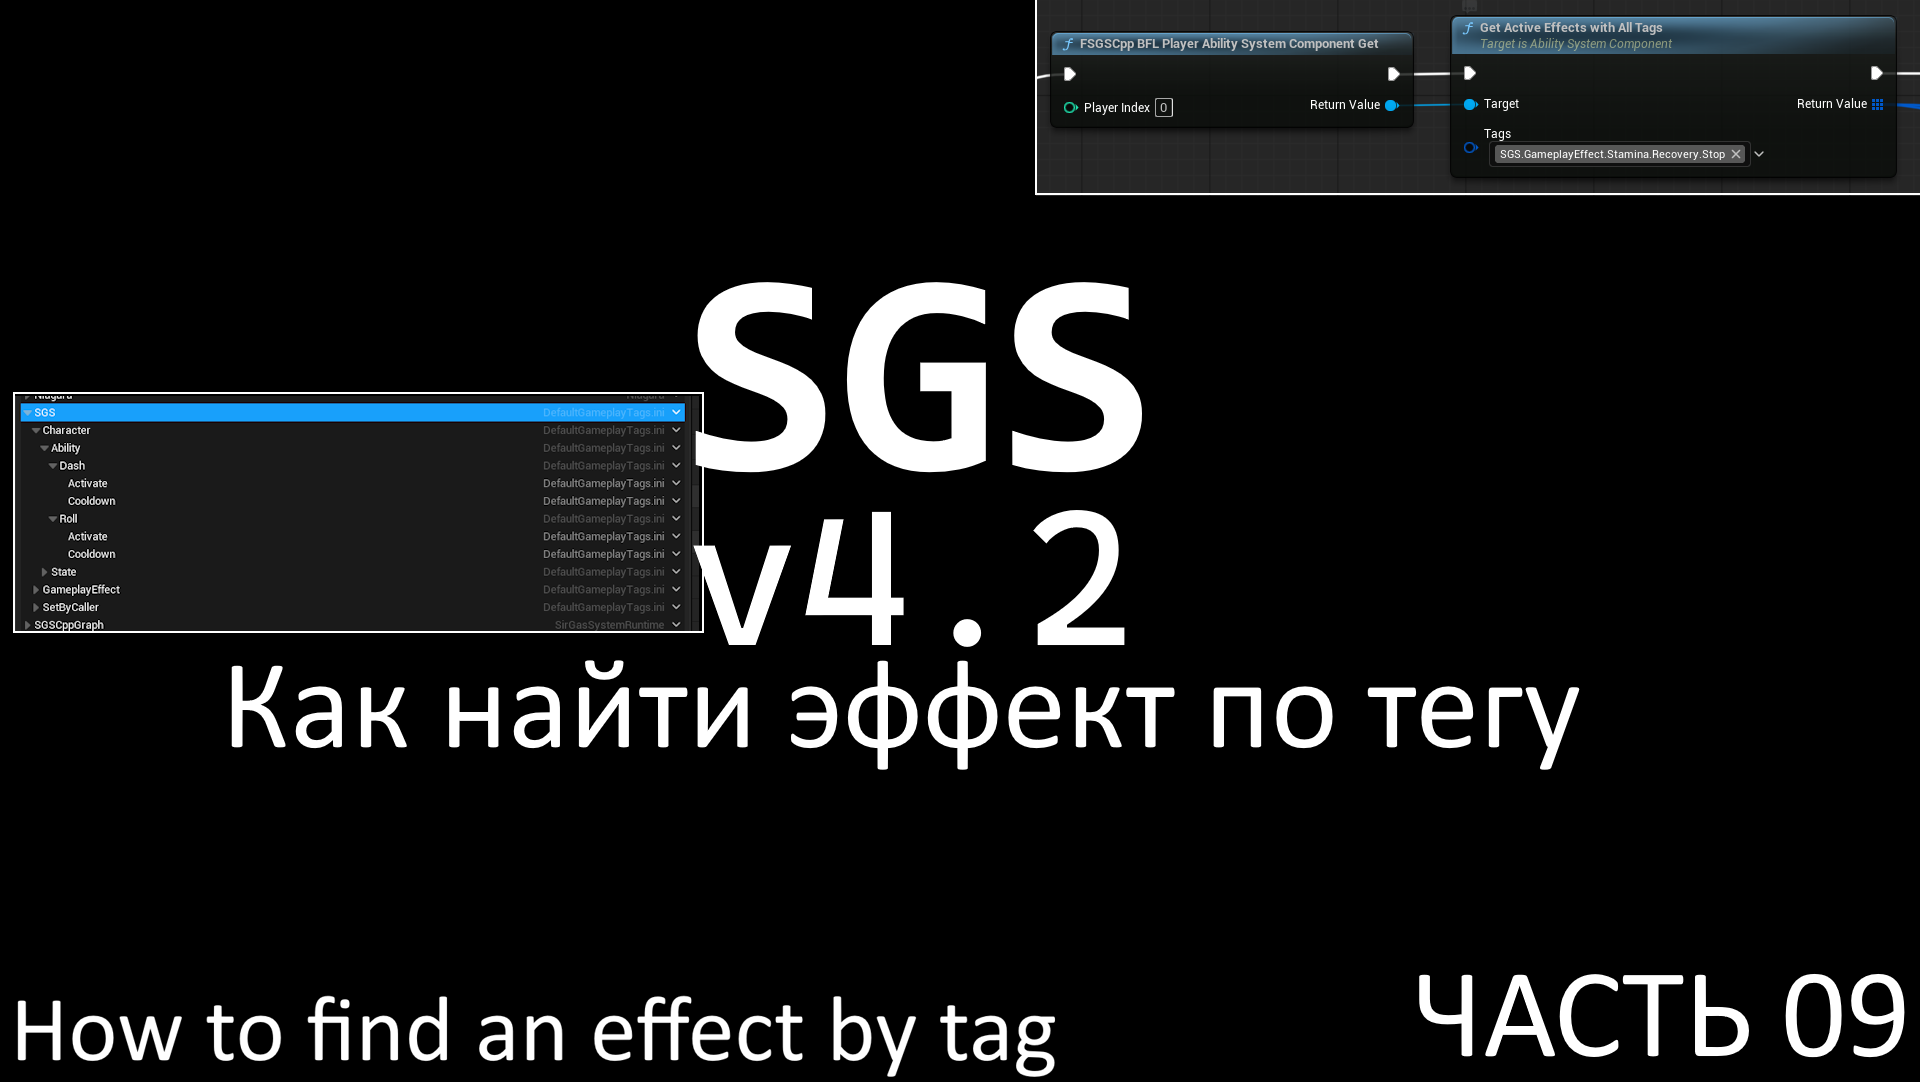 FSGSCpp BFL Player Ability System Component Get
Player Index 0
Return Value
Get Active Effects with All Tags
Target is Ability System Component
Target
Return Value
Tags
SGS.GameplayEffect.Stamina.Recovery.Stop
SGS
v4.2
Niagara Niagara
SGS DefaultGameplayTags.ini
Character DefaultGameplayTags.ini
Ability DefaultGameplayTags.ini
Dash DefaultGameplayTags.ini
Activate DefaultGameplayTags.ini
Cooldown DefaultGameplayTags.ini
Roll DefaultGameplayTags.ini
Activate DefaultGameplayTags.ini
Cooldown DefaultGameplayTags.ini
State DefaultGameplayTags.ini
GameplayEffect DefaultGameplayTags.ini
SetByCaller DefaultGameplayTags.ini
SGSCppGraph SirGasSystemRuntime
Как найти эффект по тегу
How to find an effect by tag
ЧАСТЬ 09